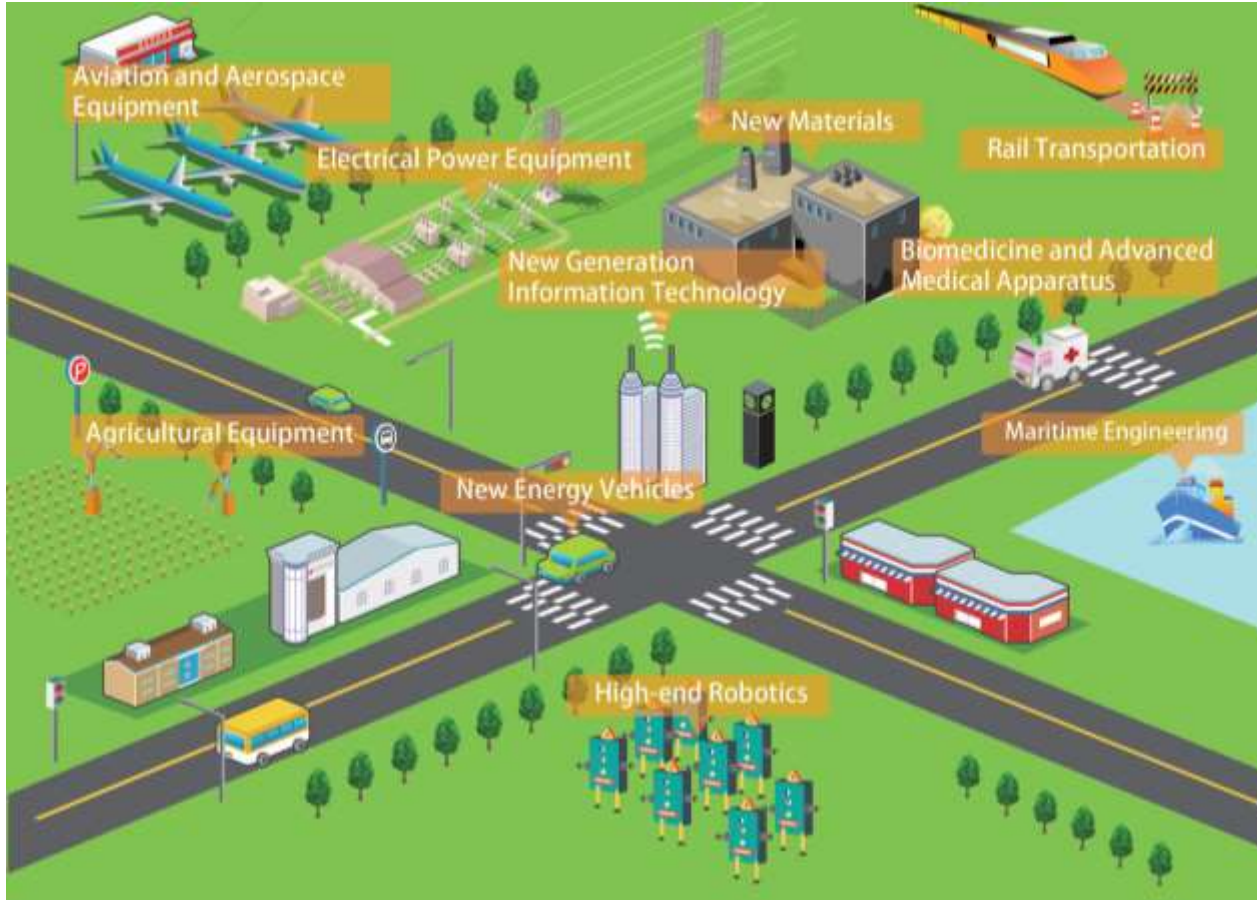 Aviation and Aerospace
Equipment
Electrical Power Equipment
New Materials
Rail Transportation
New Generation
Information Technology
Biomedicine and Advanced
Medical Apparatus
P
Agricultural Equipment
Maritime Engineering
New Energy Vehicles
High-end Robotics